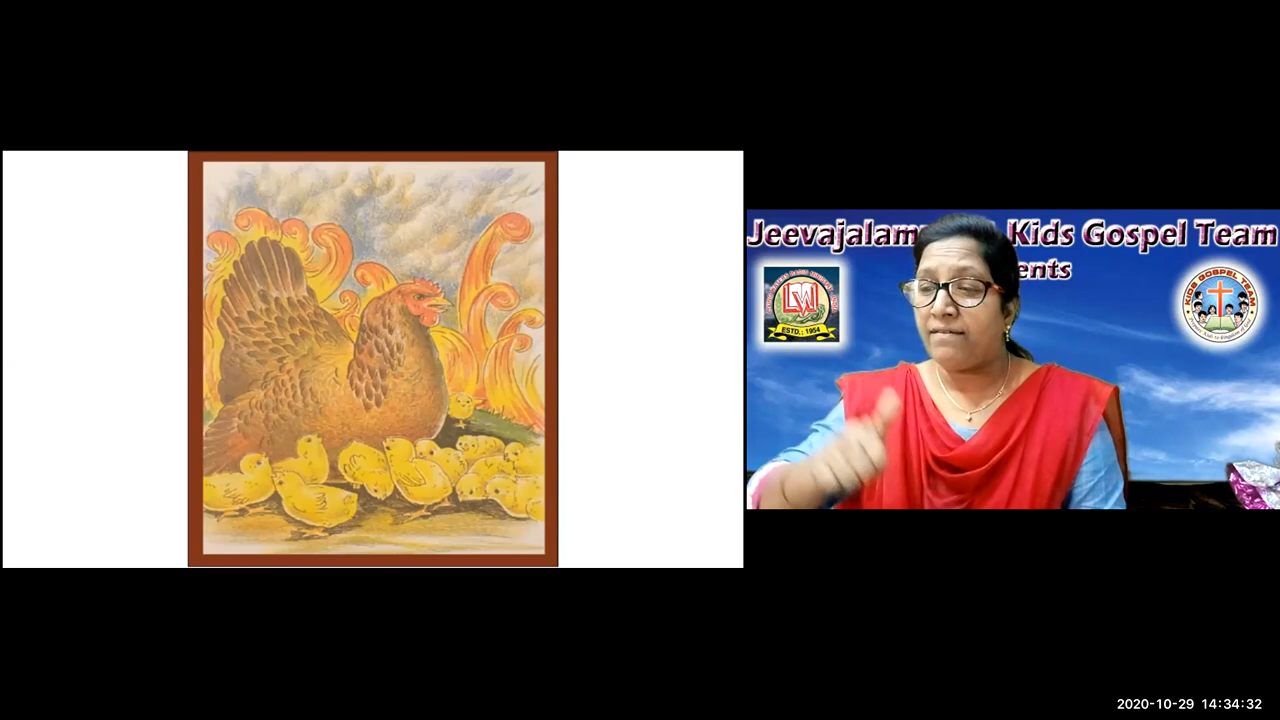 Jeevajalam Kids Gospel Team
ents
ESTD.: 1954
KIDS GOSPEL TEAM
2020-10-29 14:34:32